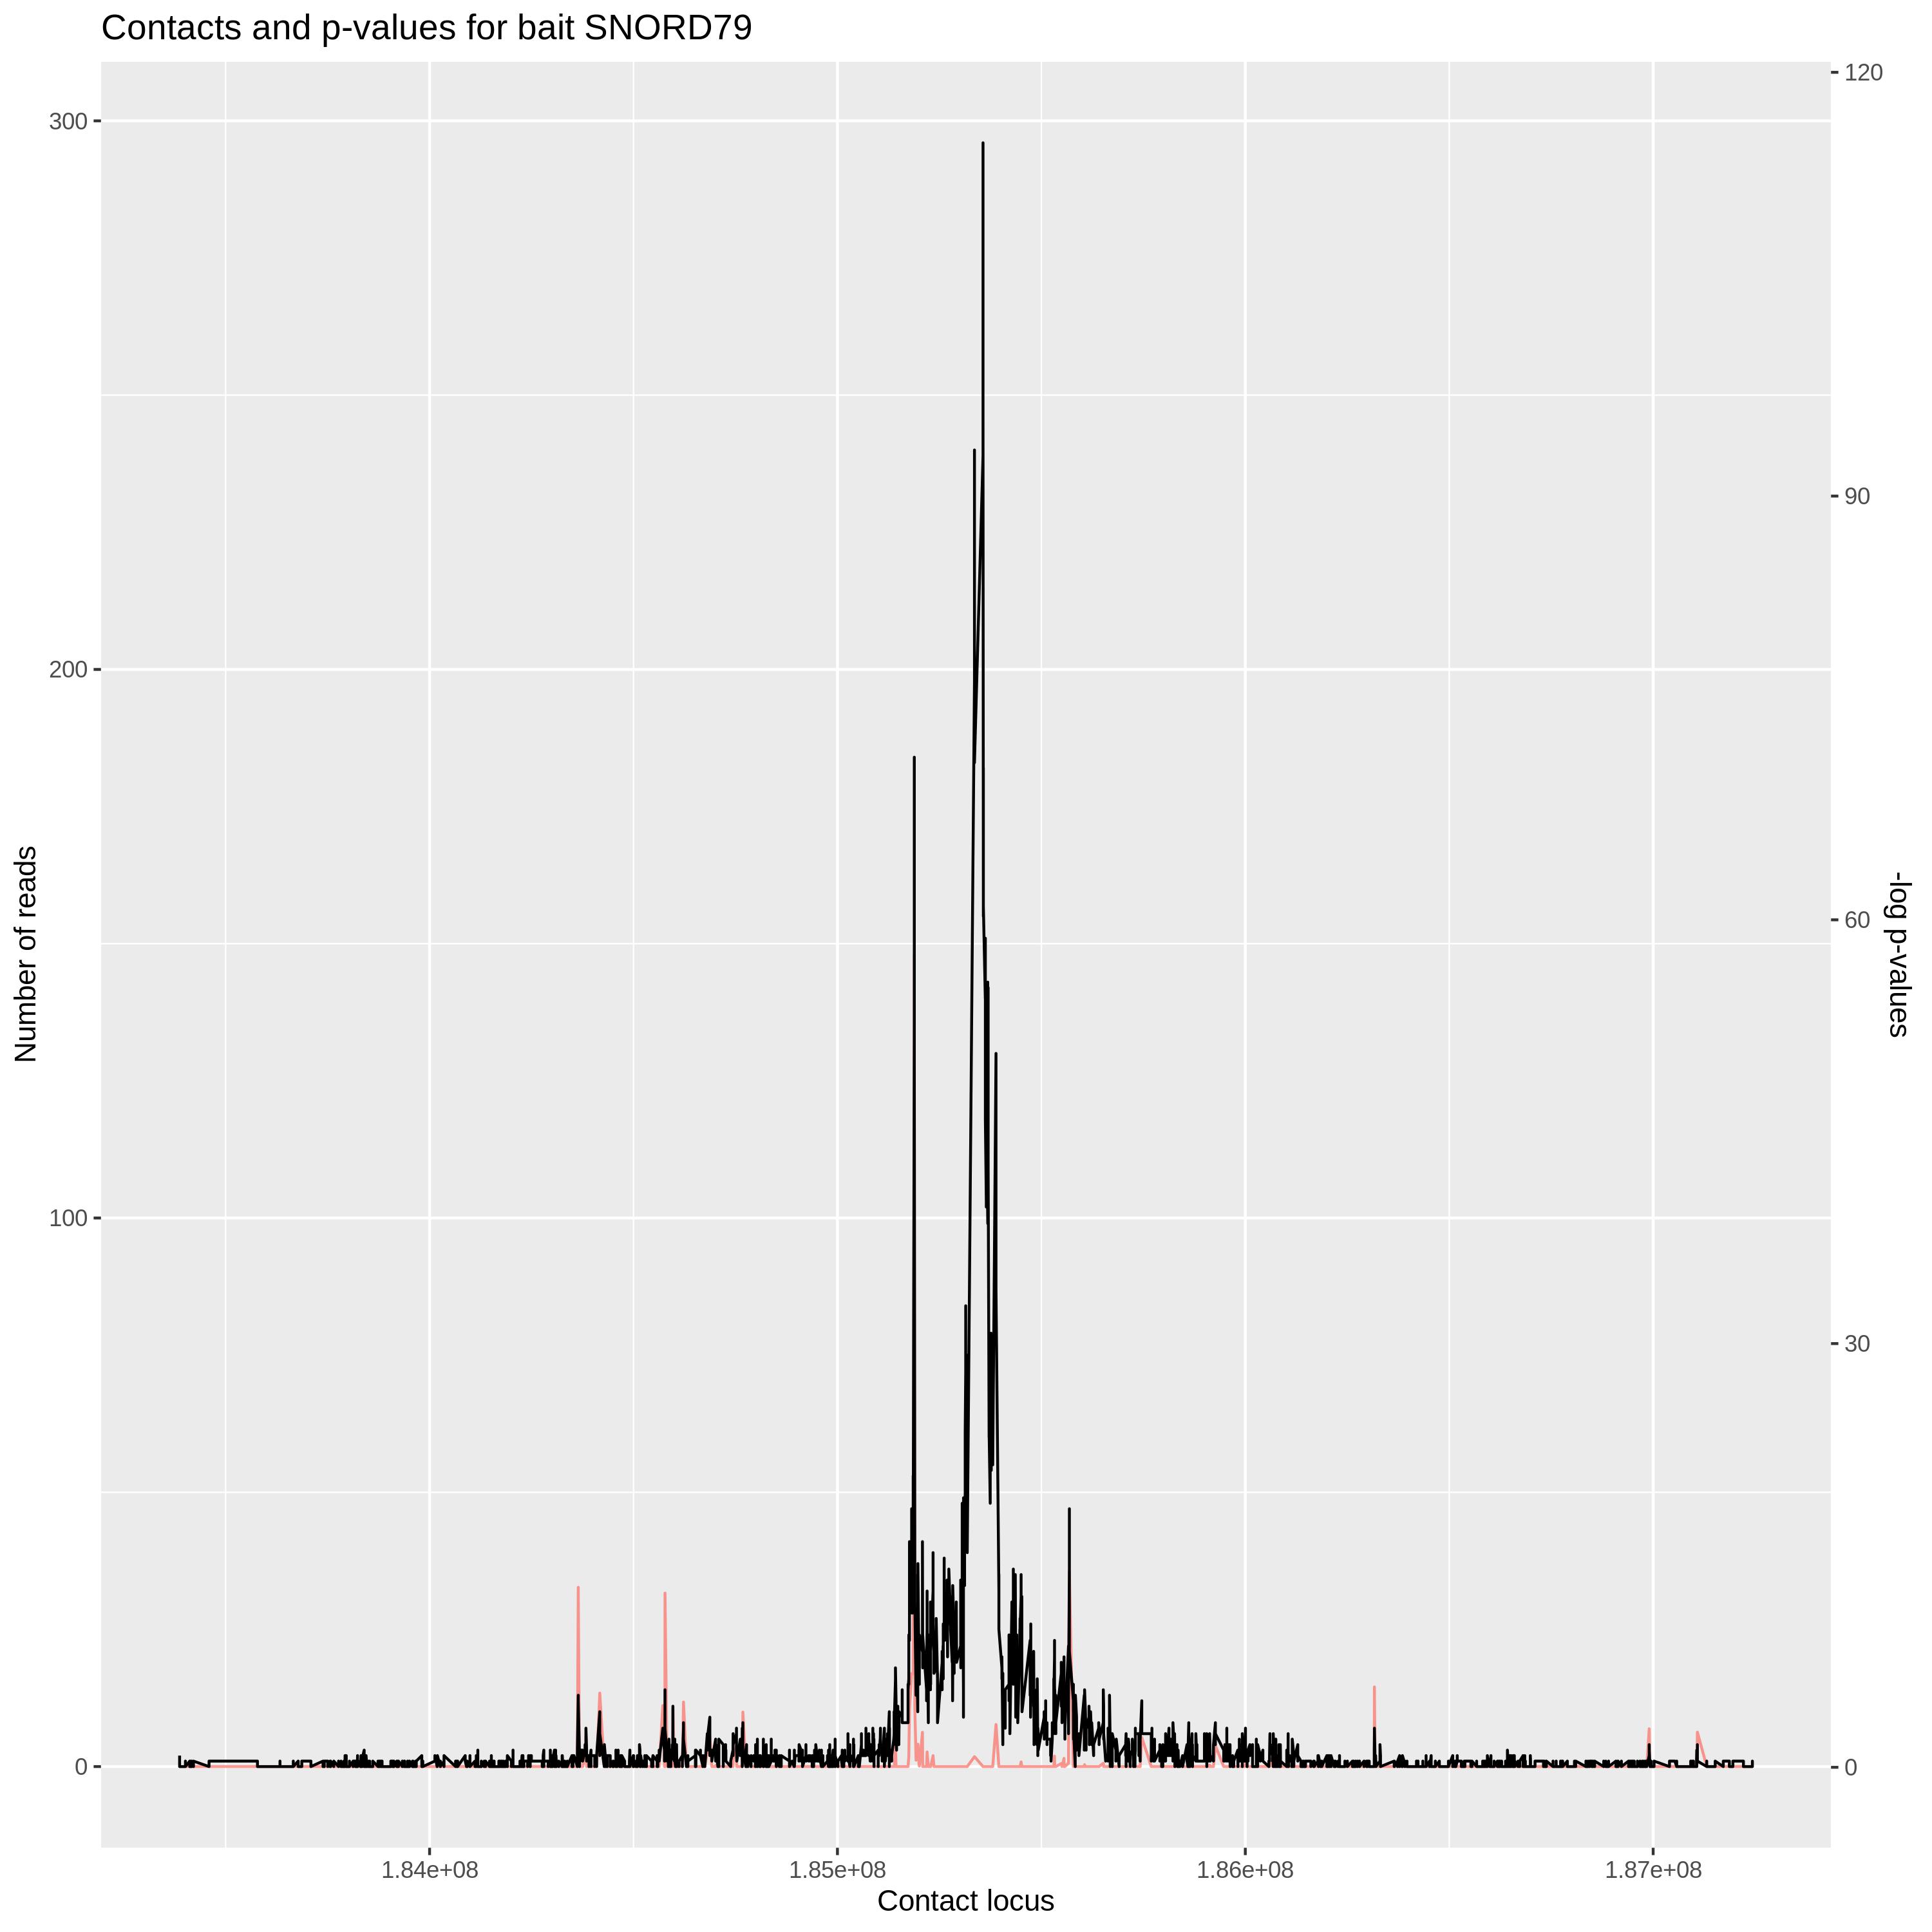 Contacts and p-values for bait SNORD79
300
200
100
0
Number of reads
120
90
60
30
0
-log p-values
1.84e+08
1.85e+08
1.86e+08
1.87e+08
Contact locus